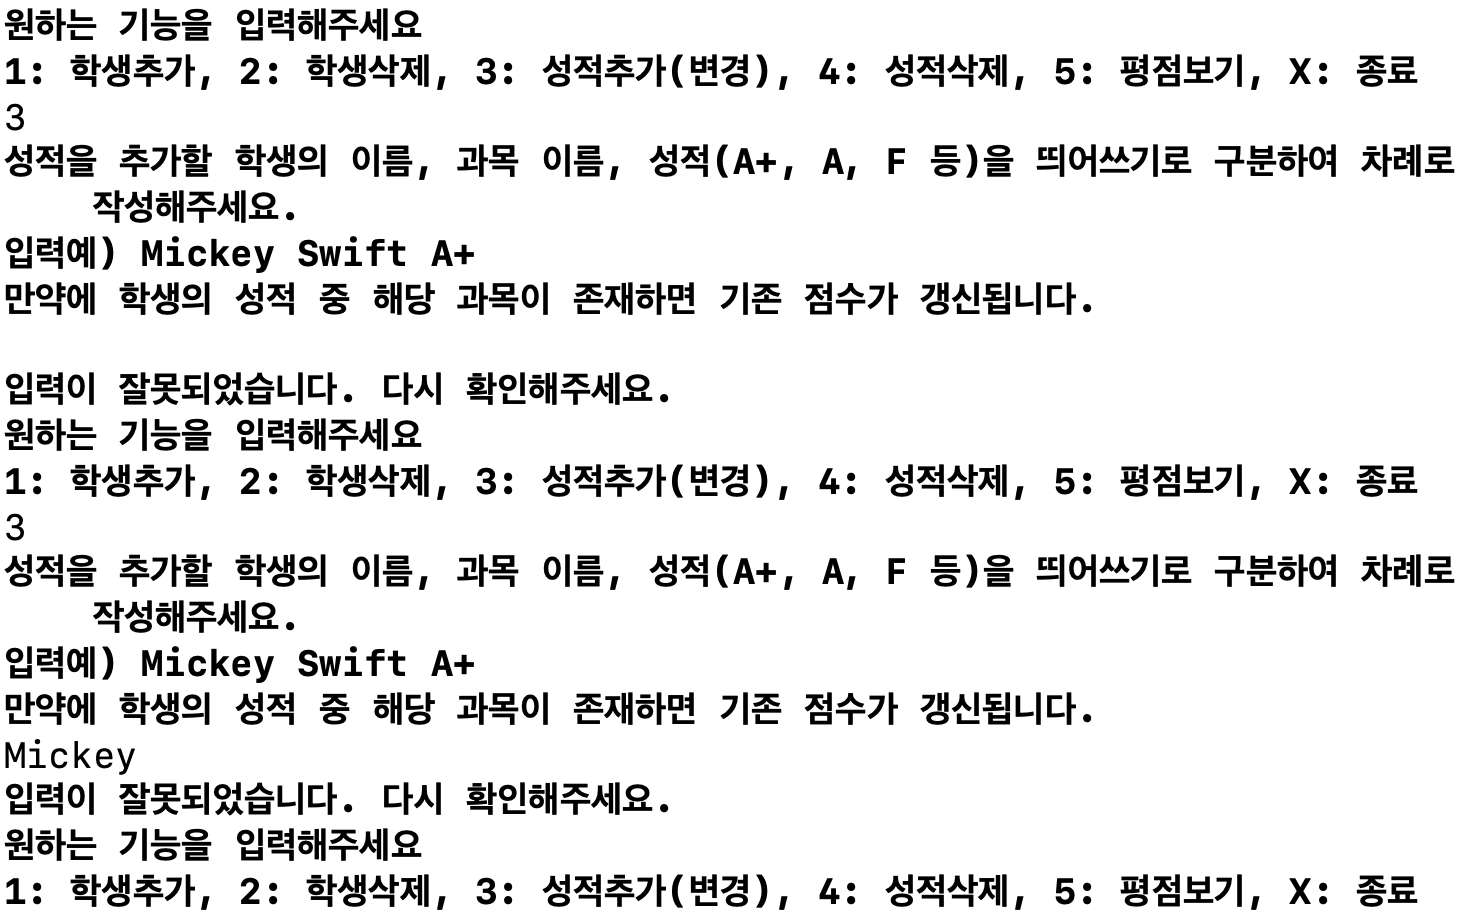 원하는 기능을 입력해주세요
1: 학생추가, 2: 학생삭제, 3: 성적추가(변경), 4: 성적삭제, 5: 평점보기, X: 종료
3
성적을 추가할 학생의 이름, 과목 이름, 성적(A+, A, F 등)을 띄어쓰기로 구분하여 차례로
작성해주세요.
입력예) Mickey Swift A+
만약에 학생의 성적 중 해당 과목이 존재하면 기존 점수가 갱신됩니다.
입력이 잘못되었습니다. 다시 확인해주세요.
원하는 기능을 입력해주세요
1: 학생추가, 2: 학생삭제, 3: 성적추가(변경), 4: 성적삭제, 5: 평점보기, X: 종료
3
성적을 추가할 학생의 이름, 과목 이름, 성적(A+, A, F 등)을 띄어쓰기로 구분하여 차례로
작성해주세요.
입력예) Mickey Swift A+
만약에 학생의 성적 중 해당 과목이 존재하면 기존 점수가 갱신됩니다.
Mickey
입력이 잘못되었습니다. 다시 확인해주세요.
원하는 기능을 입력해주세요
1: 학생추가, 2: 학생삭제, 3: 성적추가(변경), 4: 성적삭제, 5: 평점보기, X: 종료